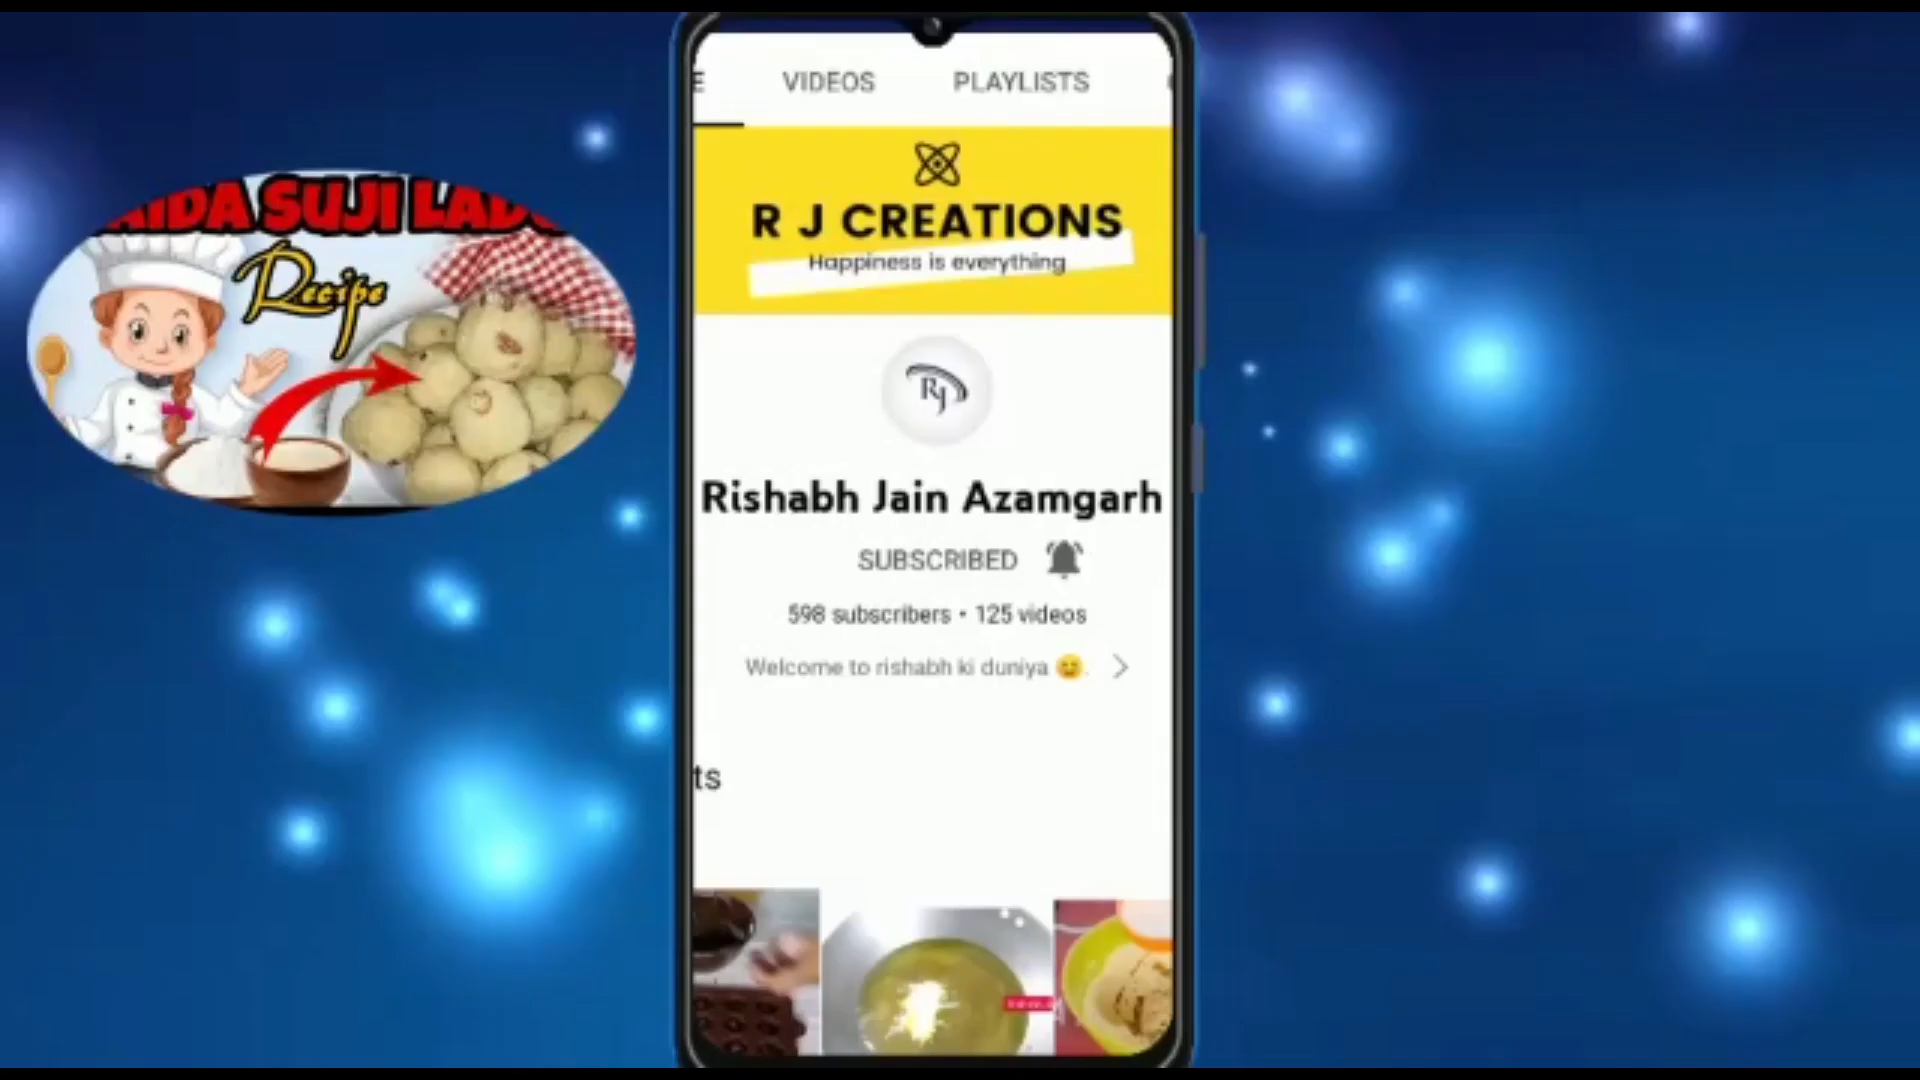 SUJI
Recipe
VIDEOS PLAYLISTS
R J CREATIONS
Happiness is everything
RJ
Rishabh Jain Azamgarh
SUBSCRIBED
598 subscribers • 125 videos
Welcome to rishabh ki duniya 😉.
ts